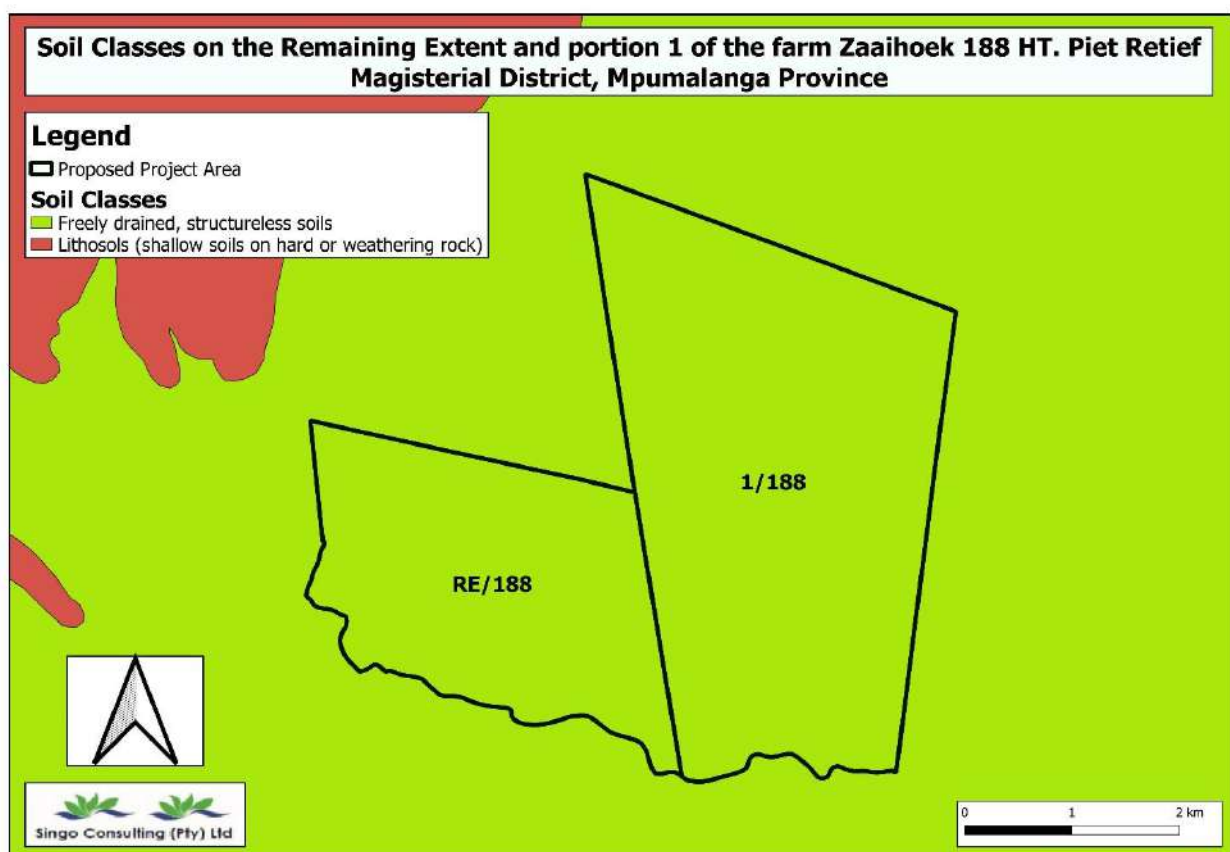 Soil Classes on the Remaining Extent and portion 1 of the farm Zaaihoek 188 HT. Piet Retief
Magisterial District, Mpumalanga Province
Legend
Proposed Project Area
Soil Classes
Freely drained, structureless soils
Lithosols (shallow soils on hard or weathering rock)
1/188
RE/188
Singo Consulting (Pty) Ltd
0 1 2 km